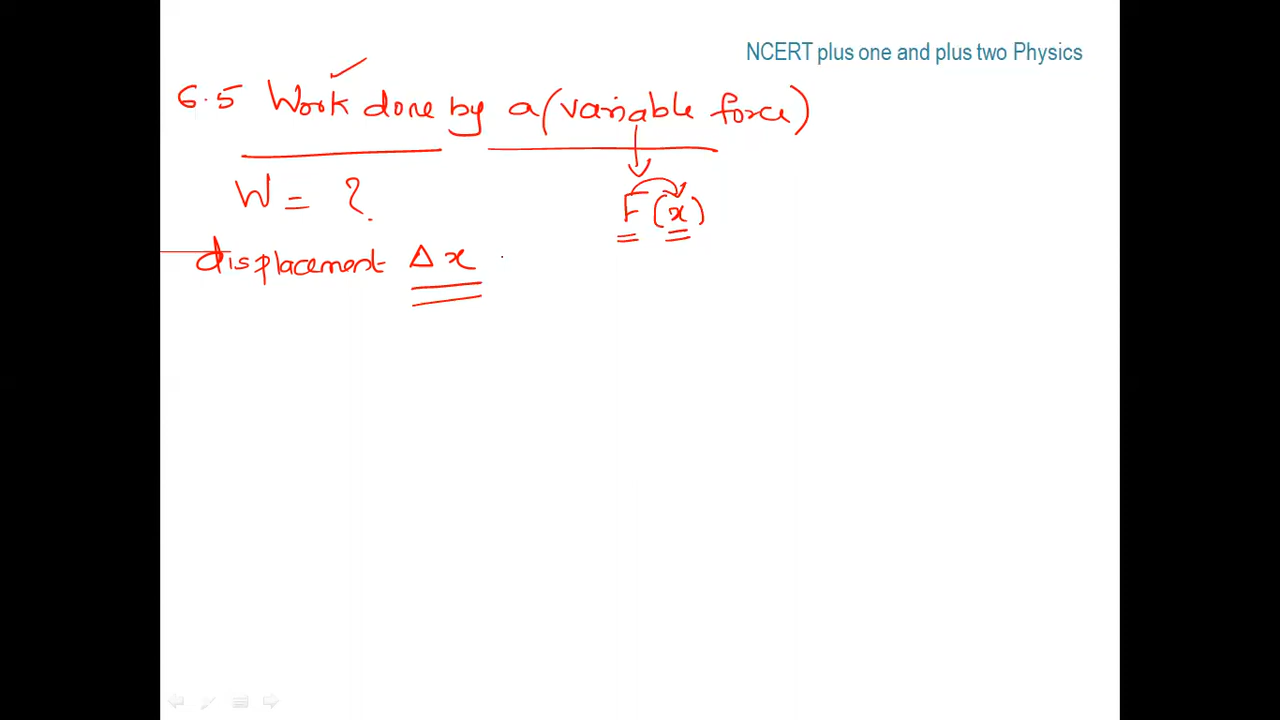 NCERT plus one and plus two Physics
6.5 Work done by a (variable force)
W = ?
F(x)
displacement Δx